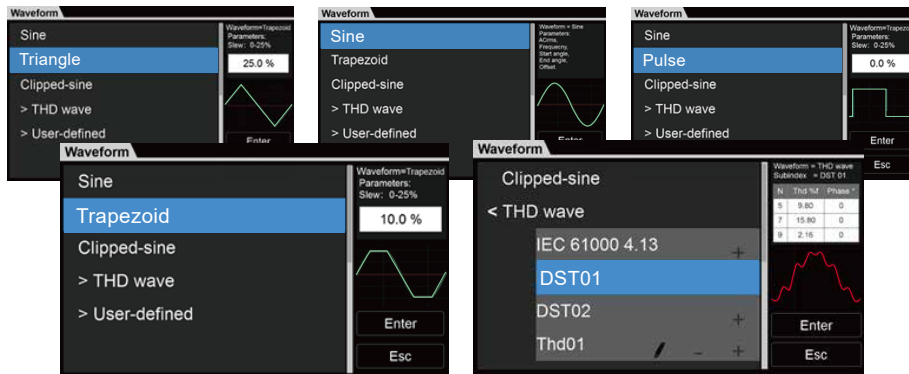 Waveform
Sine
Triangle
Clipped-sine
> THD wave
> User-defined
Waveform=Trapezoid
Parameters:
Slew: 0-25%
25.0 %
Enter
Waveform
Sine
Trapezoid
Clipped-sine
> THD wave
> User-defined
Waveform = Sine
Parameters:
ACrms,
Frequecny,
Start angle,
End angle,
Offset.
Enter
Waveform
Sine
Pulse
Clipped-sine
> THD wave
> User-defined
Waveform=Trapezo
Parameters:
Slew: 0-25%
0.0 %
Enter
Esc
Waveform
Sine
Trapezoid
Clipped-sine
> THD wave
> User-defined
Waveform=Trapezoid
Parameters:
Slew: 0-25%
10.0 %
Enter
Esc
Waveform
Clipped-sine
< THD wave
IEC 61000 4.13 +
DST01
DST02 +
Thd01 - +
Waveform = THD wave
Subindex = DST 01
N Thd %f Phase °
5 9.80 0
7 15.80 0
9 2.16 0
Enter
Esc